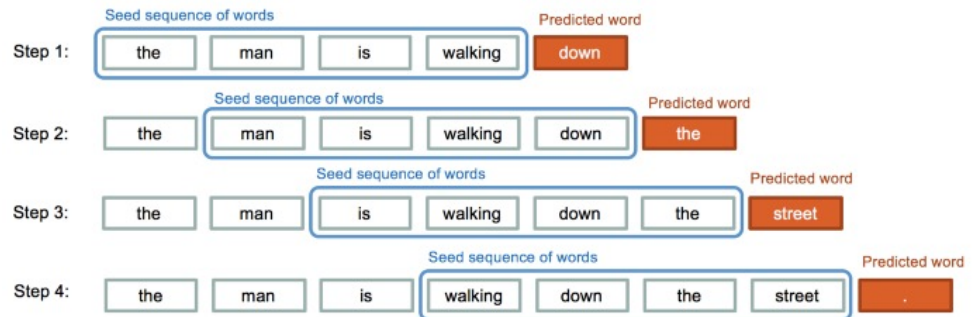 Seed sequence of words
Predicted word
Step 1: the man is walking down
Seed sequence of words
Predicted word
Step 2: the man is walking down the
Seed sequence of words
Predicted word
Step 3: the man is walking down the street
Seed sequence of words
Predicted word
Step 4: the man is walking down the street .